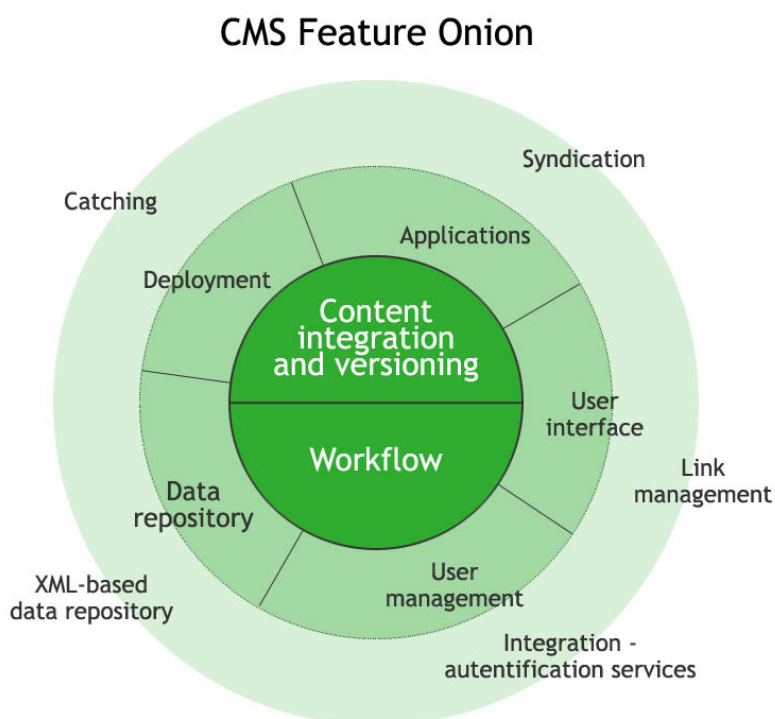 CMS Feature Onion
Syndication
Catching
Applications
Deployment
Content
integration
and versioning
User
interface
Workflow
Link
management
Data
repository
User
management
XML-based
data repository
Integration -
autentification services